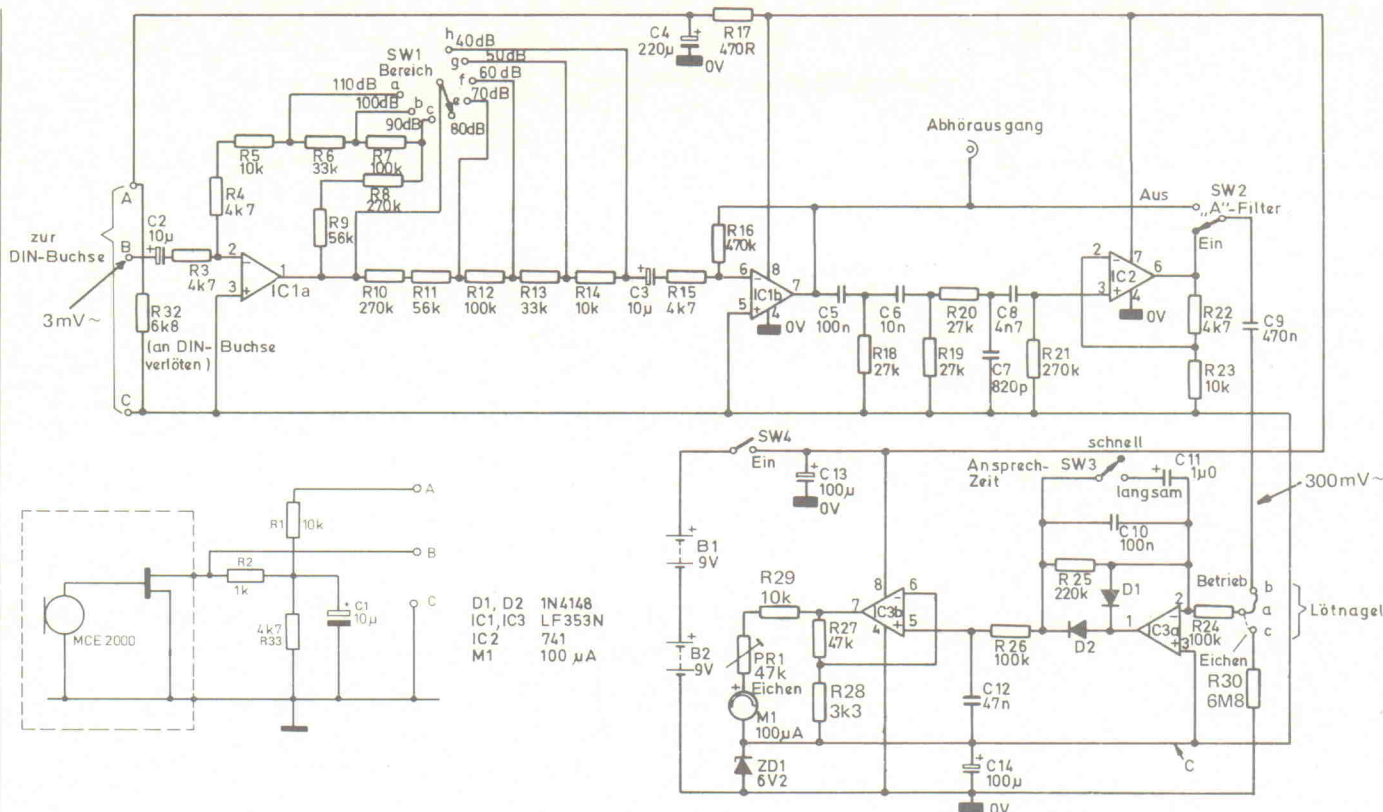 C4
220µ
+
R17
470R
0V
h 40dB
g 50dB
f 60dB
e 70dB
80dB
SW1
Bereich
110dB
a
100dB
b
90dB
c
R5
10k
R6
33k
R7
100k
R8
270k
R4
4k7
R9
56k
A
zur
DIN-Buchse
B
C2
10µ
+
R3
4k7
2
−
3
+
1
IC1a
3mV~
R32
6k8
(an DIN-Buchse
verlöten)
C
R10
270k
R11
56k
R12
100k
R13
33k
R14
10k
C3
10µ
+
R15
4k7
R16
470k
6
−
5
+
IC1b
8
7
4
0V
Abhörausgang
C5
100n
C6
10n
R20
27k
C8
4n7
R18
27k
R19
27k
C7
820p
R21
270k
2
−
3
+
IC2
7
6
4
0V
Aus
SW2
„A"-Filter
Ein
R22
4k7
R23
10k
C9
470n
SW4
Ein
C13
100µ
+
0V
Ansprech-
Zeit
SW3
schnell
langsam
C11
1µ0
+
300mV~
C10
100n
R25
220k
D1
D2
1
IC3a
2
−
3
+
R24
100k
Betrieb
b
a
c
Lötnagel
Eichen
R30
6M8
B1
9V
+
B2
9V
+
R29
10k
PR1
47k
Eichen
+
M1
100µA
ZD1
6V2
R27
47k
R28
3k3
7
IC3b
8
4
6
−
5
+
R26
100k
C12
47n
C14
100µ
+
0V
C
MCE 2000
R1
10k
R2
1k
4k7
R33
C1
10µ
+
A
B
C
D1, D2 1N4148
IC1, IC3 LF353N
IC2 741
M1 100 µA